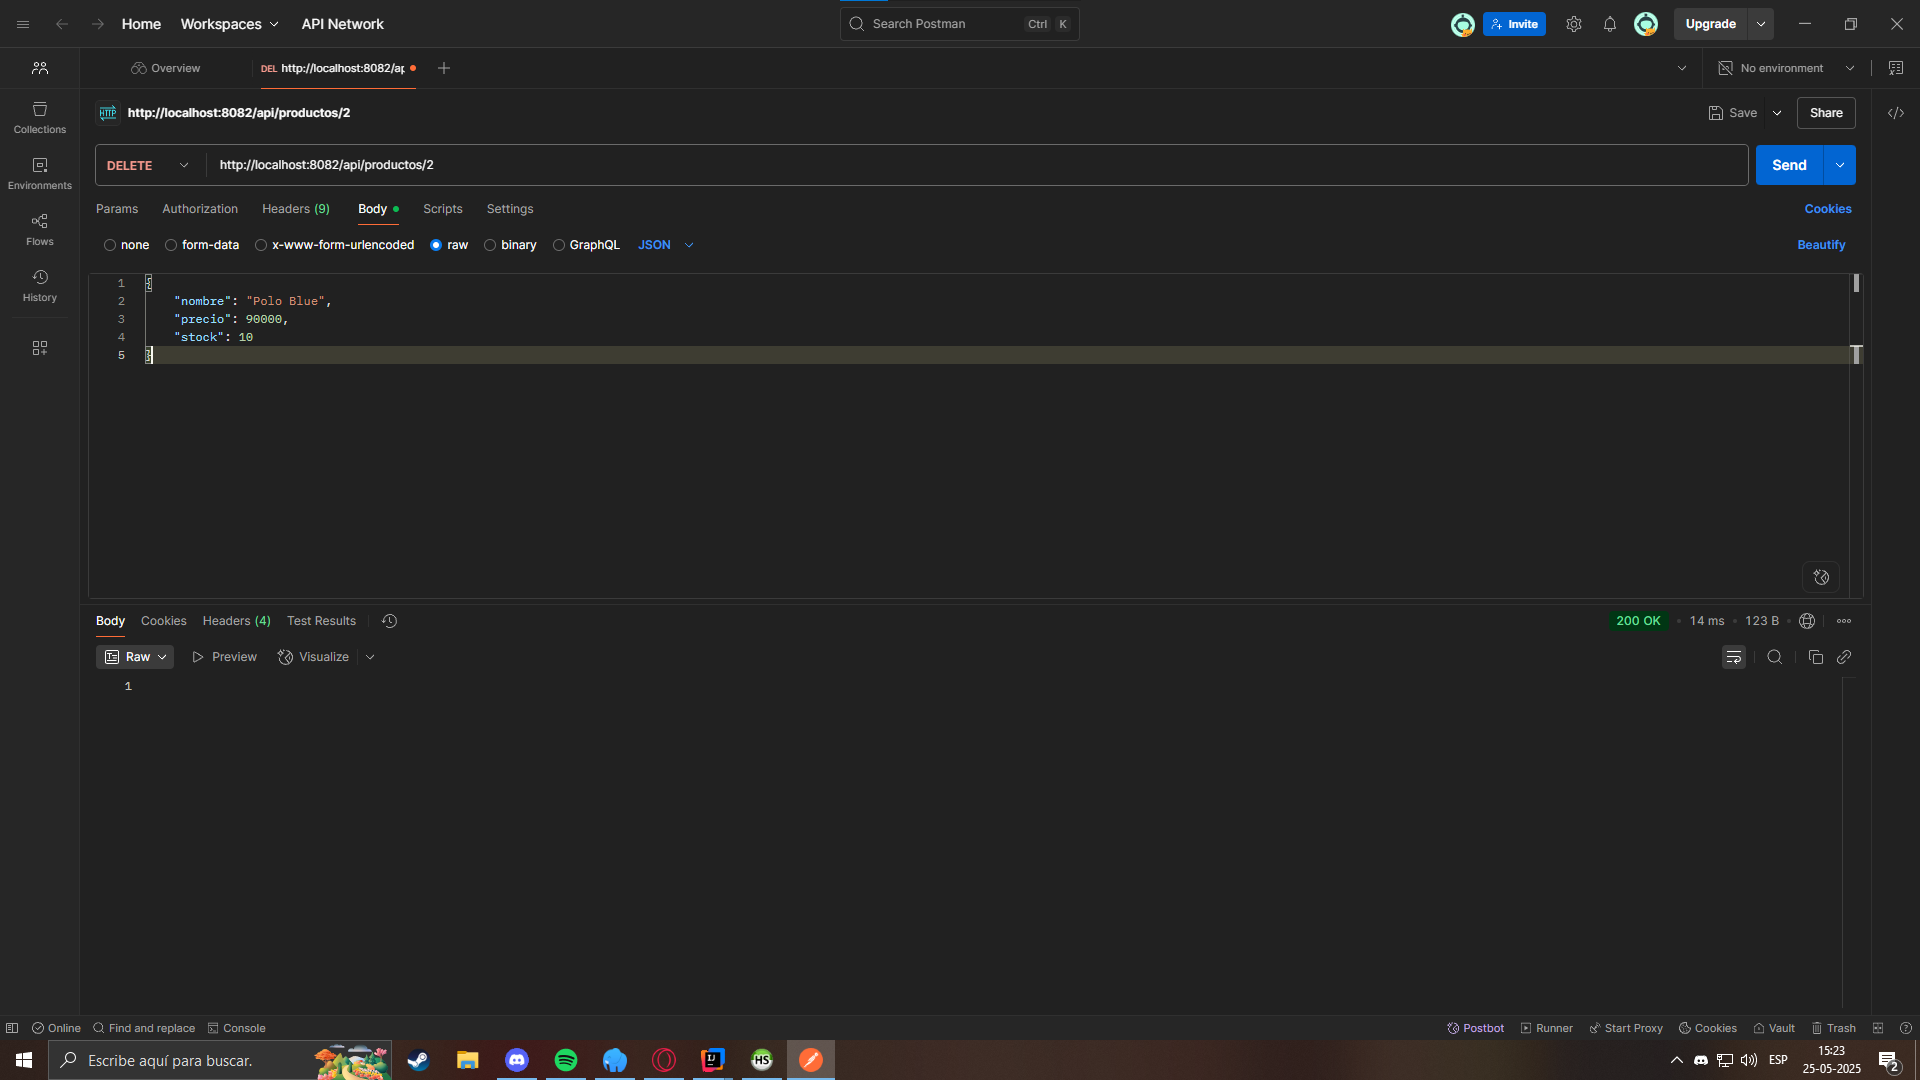 Home Workspaces API Network Search Postman Ctrl K Invite Upgrade
Overview DEL http://localhost:8082/ap No environment
HTTP http://localhost:8082/api/productos/2 Save Share
DELETE http://localhost:8082/api/productos/2 Send
Params Authorization Headers (9) Body Scripts Settings Cookies
none form-data x-www-form-urlencoded raw binary GraphQL JSON Beautify
Collections
Environments
Flows
History
1 {
2 "nombre": "Polo Blue",
3 "precio": 90000,
4 "stock": 10
5 }
Body Cookies Headers (4) Test Results 200 OK 14 ms 123 B
Raw Preview Visualize
1
Online Find and replace Console Postbot Runner Start Proxy Cookies Vault Trash
Escribe aquí para buscar. IJ HS ESP 15:23
25-05-2025 2